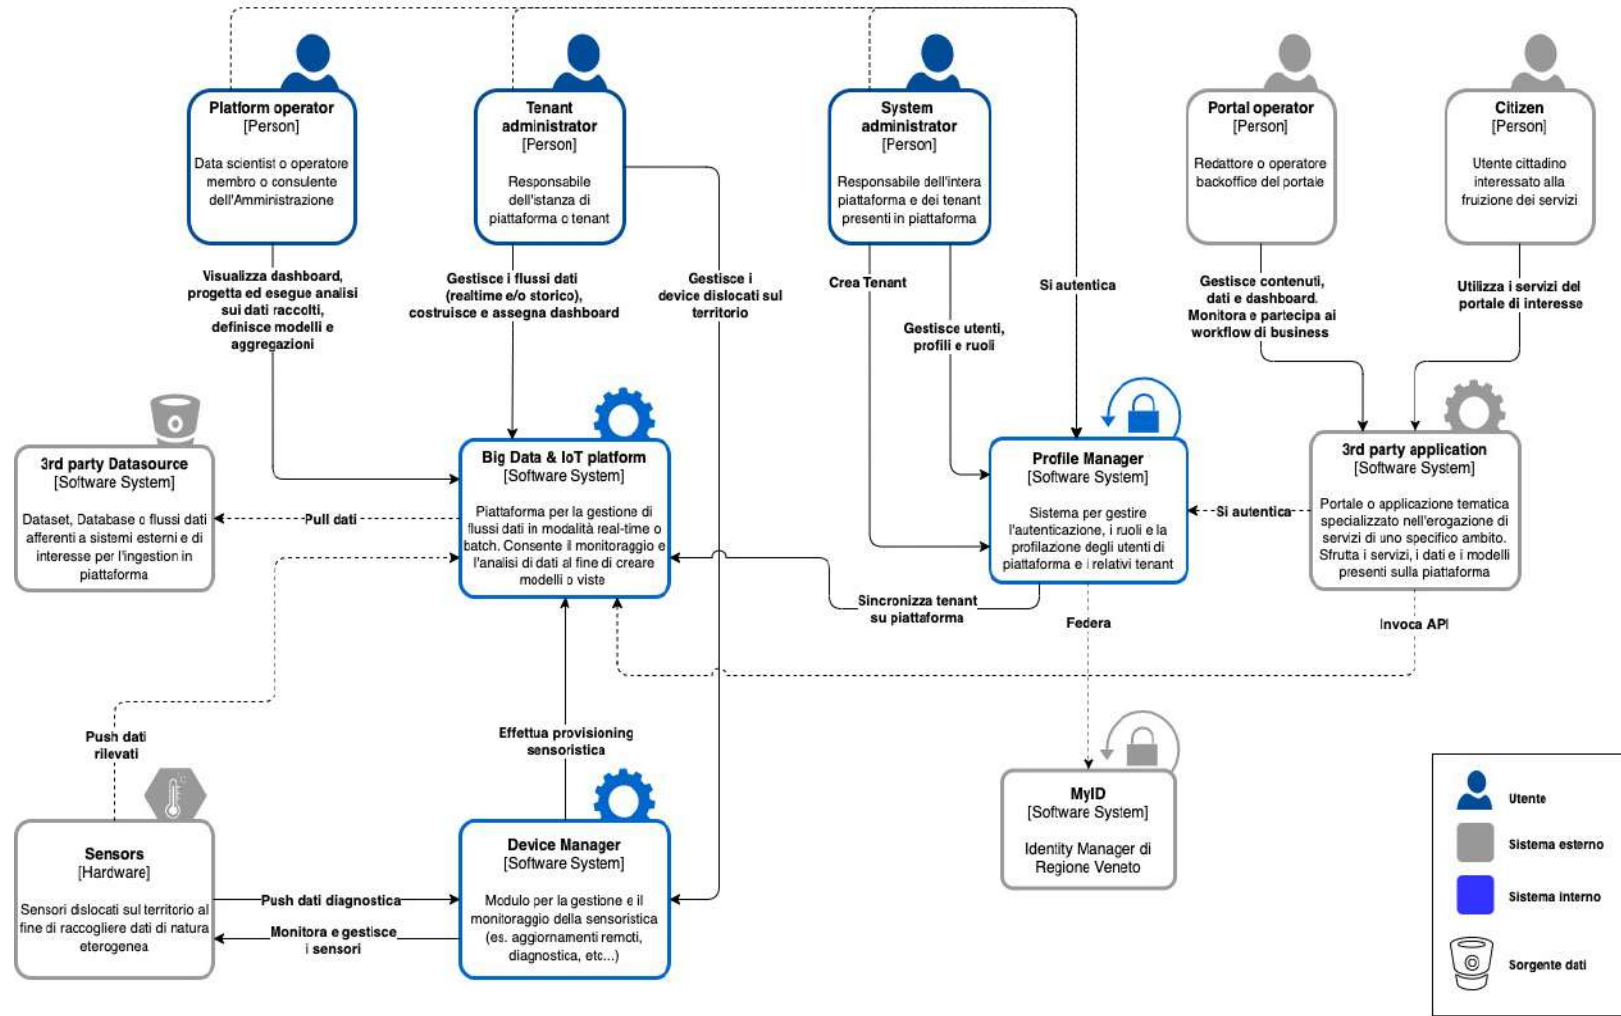 Platform operator
[Person]
Data scientist o operatore
membro o consulente
dell'Amministrazione
Tenant
administrator
[Person]
Responsabile
dell'istanza di
piattaforma o tenant
System
administrator
[Person]
Responsabile dell'intera
piattaforma e dei tenant
presenti in piattaforma
Portal operator
[Person]
Redattore o operatore
backoffice del portale
Citizen
[Person]
Utente cittadino
interessato alla
fruizione dei servizi
Visualizza dashboard,
progetta ed esegue analisi
sui dati raccolti,
definisce modelli e
aggregazioni
Gestisce i flussi dati
(realtime e/o storico),
costruisce e assegna dashboard
Gestisce i
device dislocati sul
territorio
Crea Tenant
Gestisce utenti,
profili e ruoli
Si autentica
Gestisce contenuti,
dati e dashboard.
Monitora e partecipa ai
workflow di business
Utilizza i servizi del
portale di interesse
3rd party Datasource
[Software System]
Dataset, Database o flussi dati
afferenti a sistemi esterni e di
interesse per l'ingestion in
piattaforma
Pull dati
Big Data & IoT platform
[Software System]
Piattaforma per la gestione di
flussi dati in modalità real-time o
batch. Consente il monitoraggio e
l'analisi di dati al fine di creare
modelli o viste
Profile Manager
[Software System]
Sistema per gestire
l'autenticazione, i ruoli e la
profilazione degli utenti di
piattaforma e i relativi tenant
Si autentica
3rd party application
[Software System]
Portale o applicazione tematica
specializzato nell'erogazione di
servizi di uno specifico ambito.
Sfrutta i servizi, i dati e i modelli
presenti sulla piattaforma
Sincronizza tenant
su piattaforma
Federa
Invoca API
Push dati
rilevati
Effettua provisioning
sensoristica
Sensors
[Hardware]
Sensori dislocati sul territorio al
fine di raccogliere dati di natura
eterogenea
Push dati diagnostica
Monitora e gestisce
i sensori
Device Manager
[Software System]
Modulo per la gestione e il
monitoraggio della sensoristica
(es. aggiornamenti remoti,
diagnostica, etc...)
MyID
[Software System]
Identity Manager di
Regione Veneto
Utente
Sistema esterno
Sistema interno
Sorgente dati